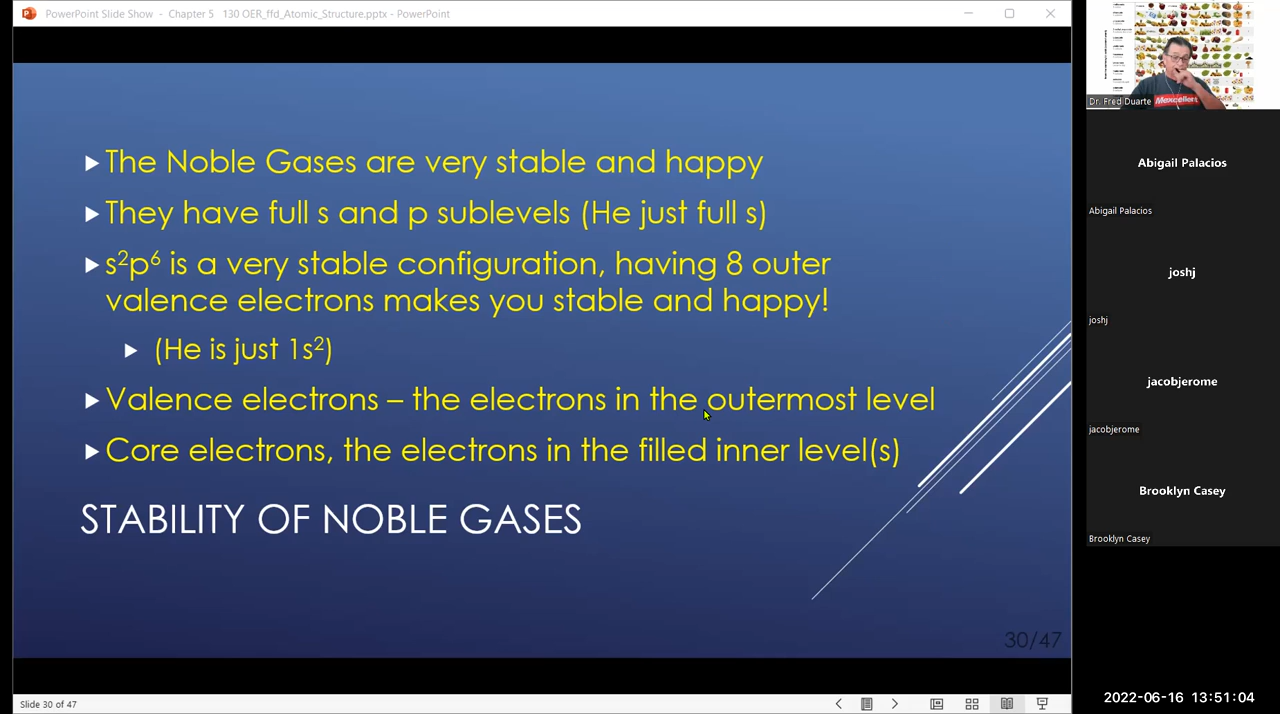 PowerPoint Slide Show - Chapter 5 130 OER_ffd_Atomic_Structure.pptx - PowerPoint
The Noble Gases are very stable and happy
They have full s and p sublevels (He just full s)
s²p⁶ is a very stable configuration, having 8 outer
valence electrons makes you stable and happy!
(He is just 1s²)
Valence electrons – the electrons in the outermost level
Core electrons, the electrons in the filled inner level(s)
STABILITY OF NOBLE GASES
30/47
Slide 30 of 47
Mexcellent
Dr. Fred Duarte
Abigail Palacios
Abigail Palacios
joshj
joshj
jacobjerome
jacobjerome
Brooklyn Casey
Brooklyn Casey
2022-06-16 13:51:04